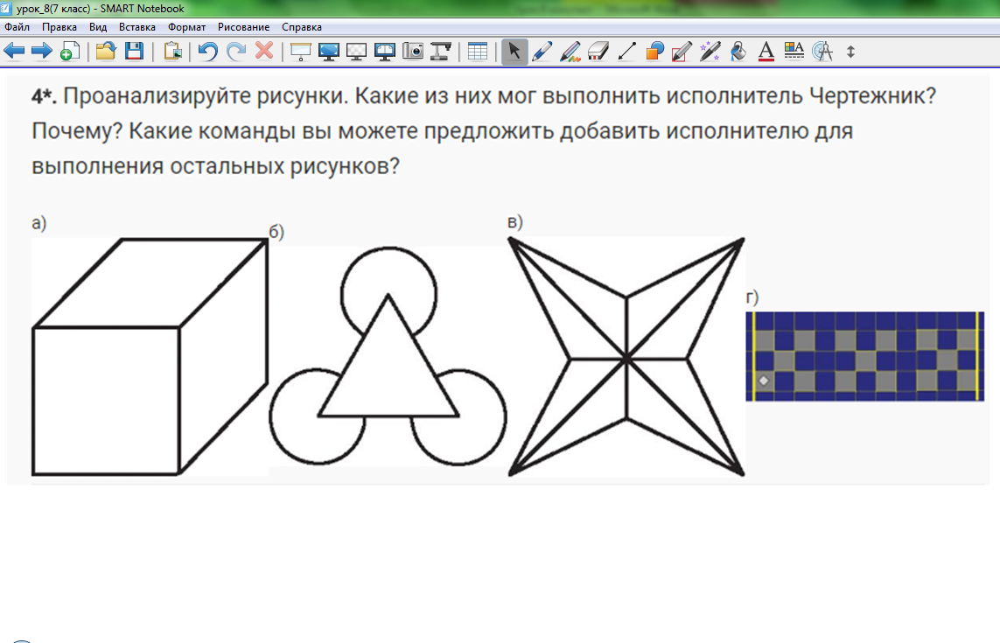 урок_8(7 класс) - SMART Notebook
Файл Правка Вид Вставка Формат Рисование Справка
4*. Проанализируйте рисунки. Какие из них мог выполнить исполнитель Чертежник?
Почему? Какие команды вы можете предложить добавить исполнителю для
выполнения остальных рисунков?
а)
б)
в)
г)